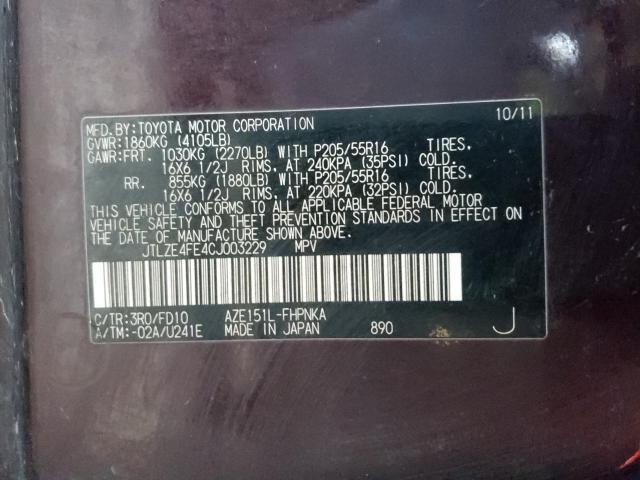 MFD. BY: TOYOTA MOTOR CORPORATION 10/11
GVWR: 1860KG (4105LB)
GAWR: FRT. 1030KG (2270LB) WITH P205/55R16 TIRES,
16X6 1/2J RIMS, AT 240KPA (35PSI) COLD.
RR. 855KG (1880LB) WITH P205/55R16 TIRES,
16X6 1/2J RIMS, AT 220KPA (32PSI) COLD.
THIS VEHICLE CONFORMS TO ALL APPLICABLE FEDERAL MOTOR
VEHICLE SAFETY AND THEFT PREVENTION STANDARDS IN EFFECT ON
THE DATE OF MANUFACTURE SHOWN ABOVE.
JTLZE4FE4CJ003229 MPV
C/TR: 3R0/FD10 AZE151L-FHPNKA
A/TM: -02A/U241E MADE IN JAPAN 890 J